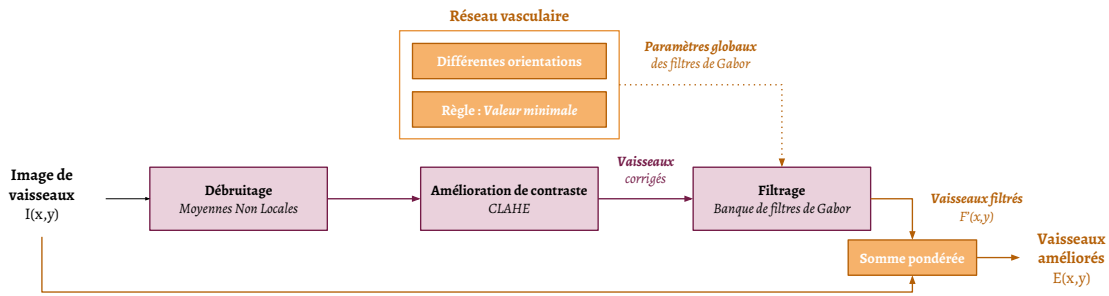 Réseau vasculaire
Différentes orientations
Règle : Valeur minimale
Paramètres globaux
des filtres de Gabor
Image de
vaisseaux
I(x,y)
Débruitage
Moyennes Non Locales
Amélioration de contraste
CLAHE
Vaisseaux
corrigés
Filtrage
Banque de filtres de Gabor
Vaisseaux filtrés
F'(x,y)
Somme pondérée
Vaisseaux
améliorés
E(x,y)